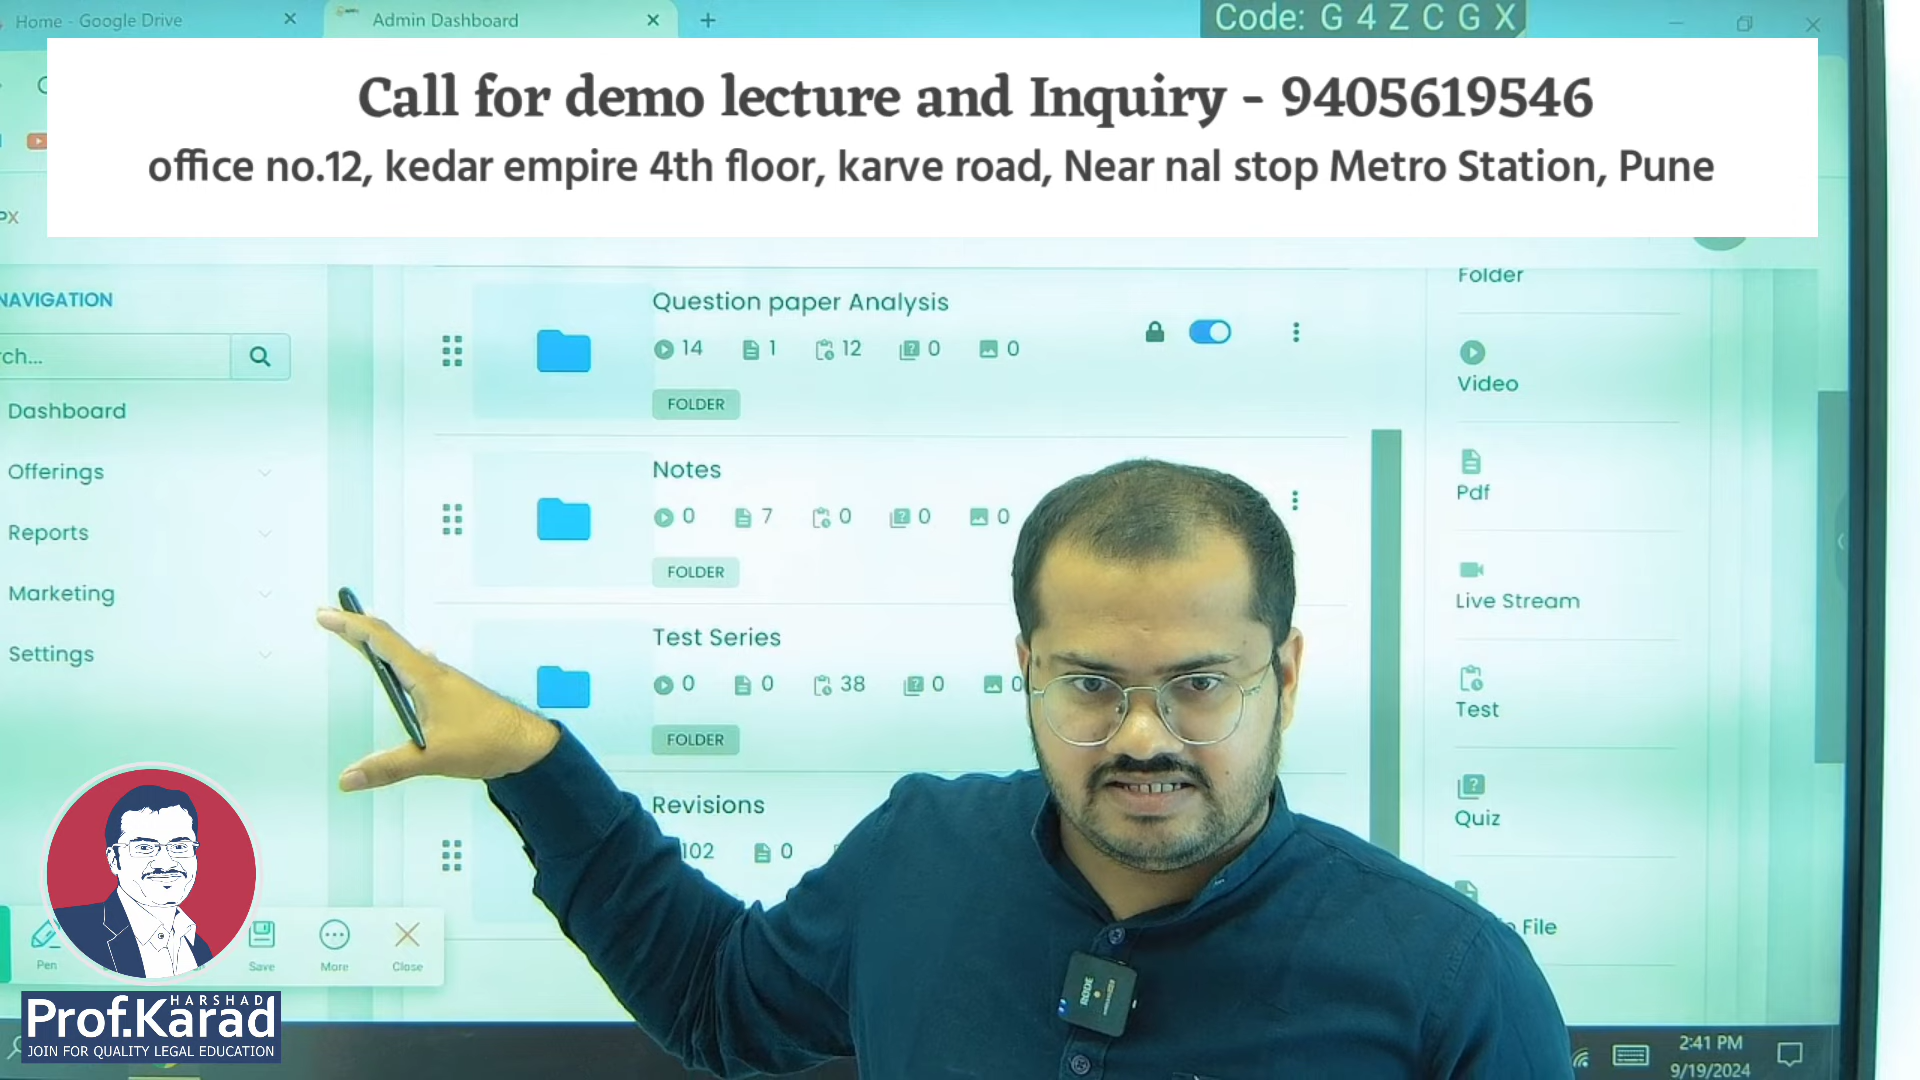 Home - Google Drive
Admin Dashboard
Code: G 4 Z C G X
Call for demo lecture and Inquiry - 9405619546
office no.12, kedar empire 4th floor, karve road, Near nal stop Metro Station, Pune
PX
NAVIGATION
rch...
Dashboard
Offerings
Reports
Marketing
Settings
Question paper Analysis
14 1 12 0 0
FOLDER
Notes
0 7 0 0 0
FOLDER
Test Series
0 0 38 0 0
FOLDER
Revisions
102 0
Folder
Video
Pdf
Live Stream
Test
Quiz
File
Pen
Save
More
Close
HARSHAD
Prof.Karad
JOIN FOR QUALITY LEGAL EDUCATION
RODE
2:41 PM
9/19/2024